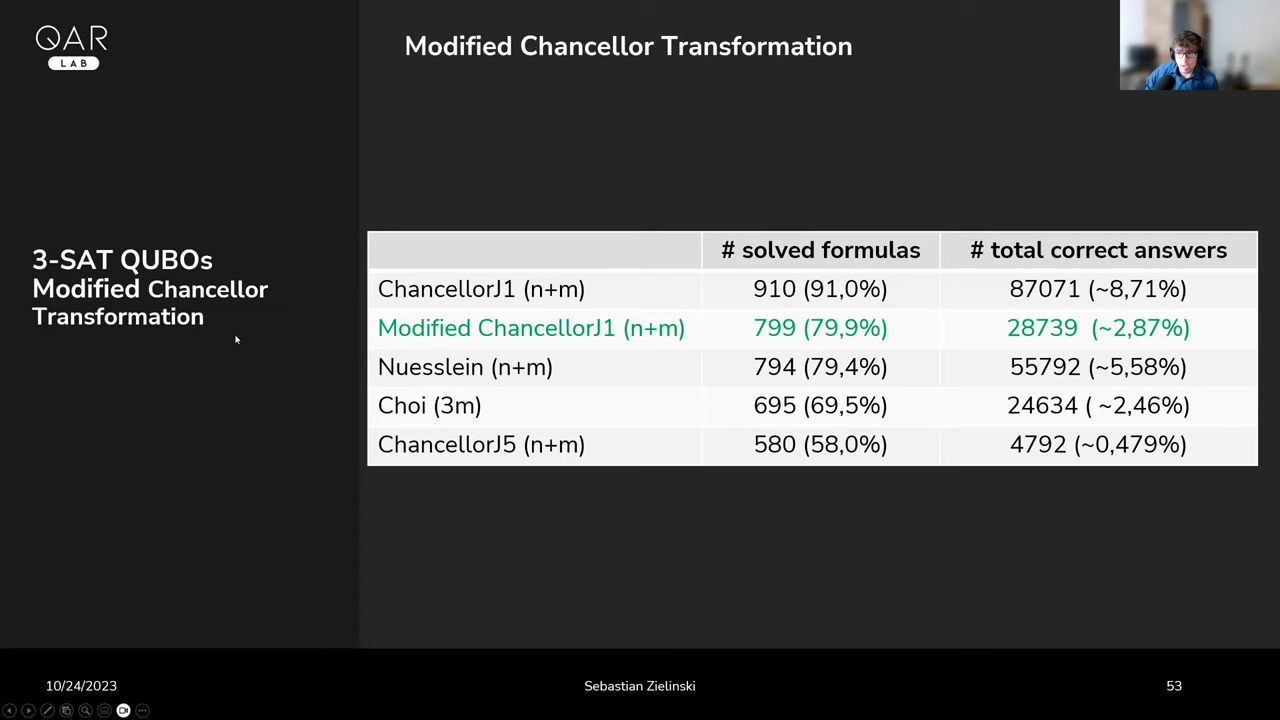 QAR
LAB
Modified Chancellor Transformation
3-SAT QUBOs
Modified Chancellor
Transformation
# solved formulas # total correct answers
ChancellorJ1 (n+m) 910 (91,0%) 87071 (~8,71%)
Modified ChancellorJ1 (n+m) 799 (79,9%) 28739 (~2,87%)
Nuesslein (n+m) 794 (79,4%) 55792 (~5,58%)
Choi (3m) 695 (69,5%) 24634 ( ~2,46%)
ChancellorJ5 (n+m) 580 (58,0%) 4792 (~0,479%)
10/24/2023 Sebastian Zielinski 53